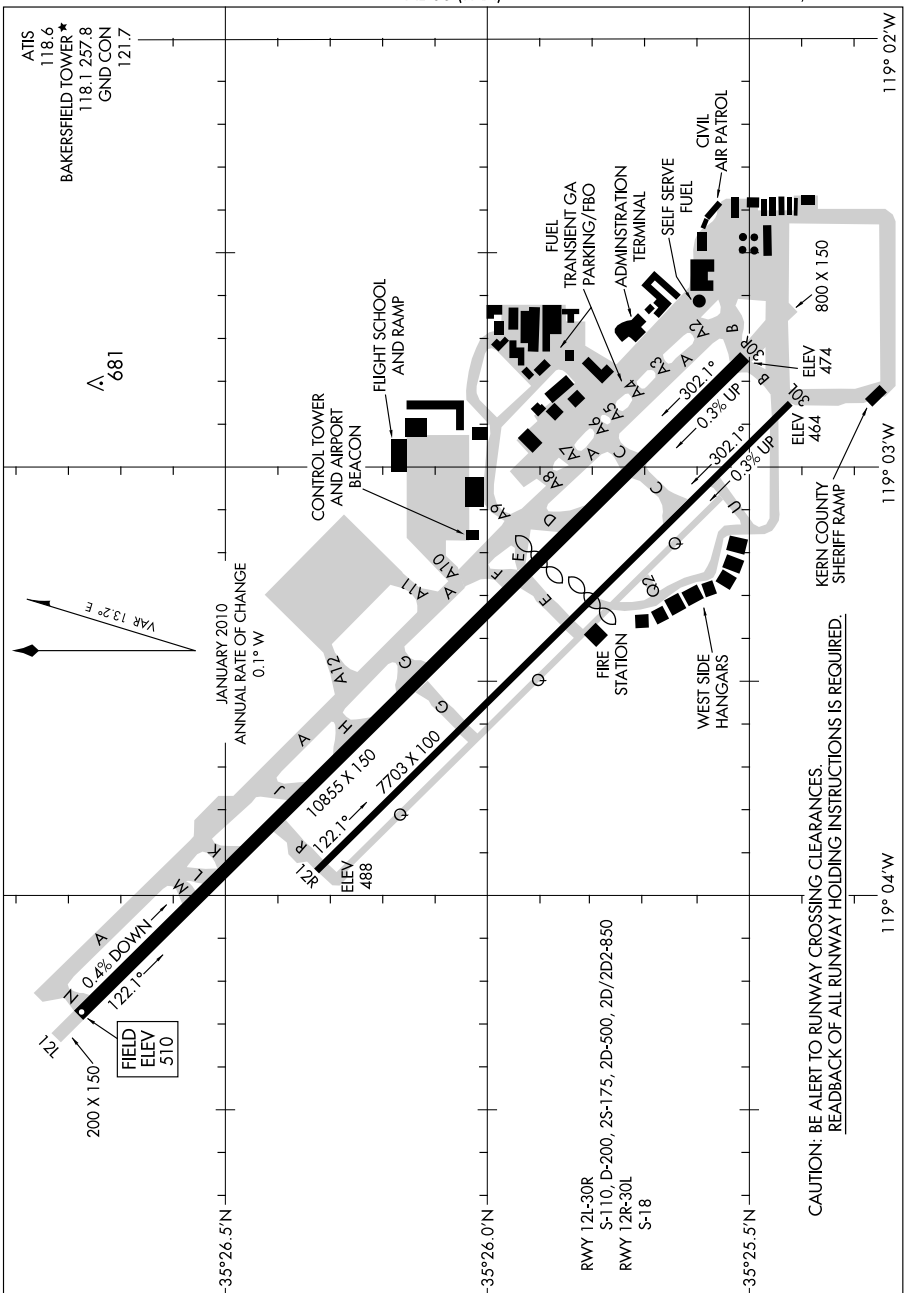 ATIS
118.6
BAKERSFIELD TOWER ★
118.1 257.8
GND CON
121.7
681
VAR 13.2° E
JANUARY 2010
ANNUAL RATE OF CHANGE
0.1° W
FLIGHT SCHOOL
AND RAMP
CONTROL TOWER
AND AIRPORT
BEACON
FUEL
TRANSIENT GA
PARKING/FBO
ADMINSTRATION
TERMINAL
SELF SERVE
FUEL
CIVIL
AIR PATROL
12L
200 X 150
FIELD
ELEV
510
N
A
0.4% DOWN
122.1°
M
L
K
J
A
H
A12
G
G
R
12R
122.1°
ELEV
488
10855 X 150
7703 X 100
Q
Q
A11
A10
A
F
E
E
D
A9
A8
A7
A
A6
A5
A4
A3
A
A2
C
C
B
B
302.1°
0.3% UP
302.1°
0.3% UP
30R
ELEV
474
30L
ELEV
464
800 X 150
U
Q
Q2
FIRE
STATION
WEST SIDE
HANGARS
KERN COUNTY
SHERIFF RAMP
RWY 12L-30R
S-110, D-200, 2S-175, 2D-500, 2D/2D2-850
RWY 12R-30L
S-18
CAUTION: BE ALERT TO RUNWAY CROSSING CLEARANCES.
READBACK OF ALL RUNWAY HOLDING INSTRUCTIONS IS REQUIRED.
35°26.5'N
35°26.0'N
35°25.5'N
119° 04'W
119° 03'W
119° 02'W